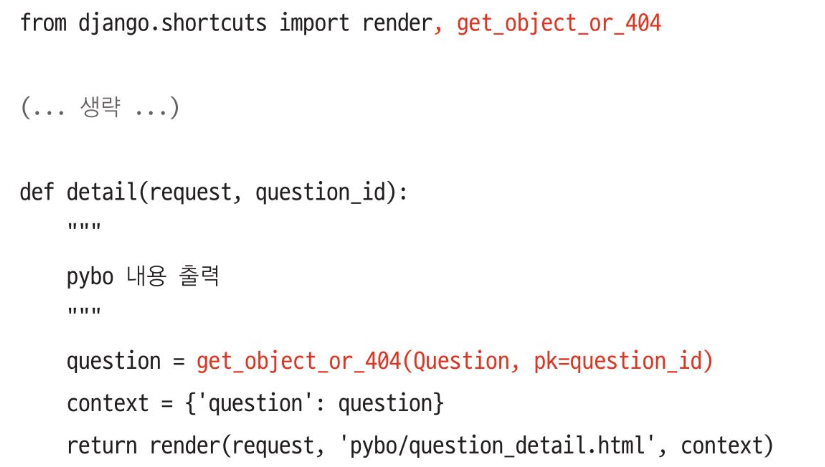 from django.shortcuts import render, get_object_or_404
(... 생략 ...)
def detail(request, question_id):
    """
    pybo 내용 출력
    """
    question = get_object_or_404(Question, pk=question_id)
    context = {'question': question}
    return render(request, 'pybo/question_detail.html', context)